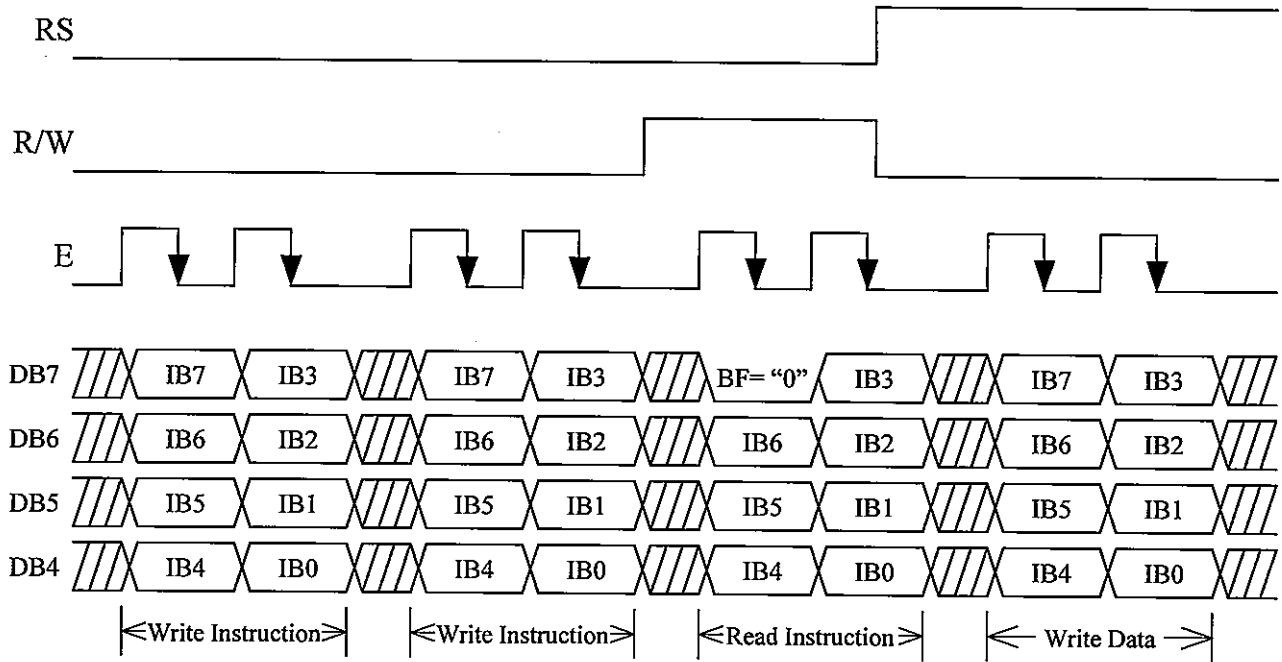 RS
R/W
E
DB7 IB7 IB3 IB7 IB3 BF= “0” IB3 IB7 IB3
DB6 IB6 IB2 IB6 IB2 IB6 IB2 IB6 IB2
DB5 IB5 IB1 IB5 IB1 IB5 IB1 IB5 IB1
DB4 IB4 IB0 IB4 IB0 IB4 IB0 IB4 IB0
Write Instruction Write Instruction Read Instruction Write Data